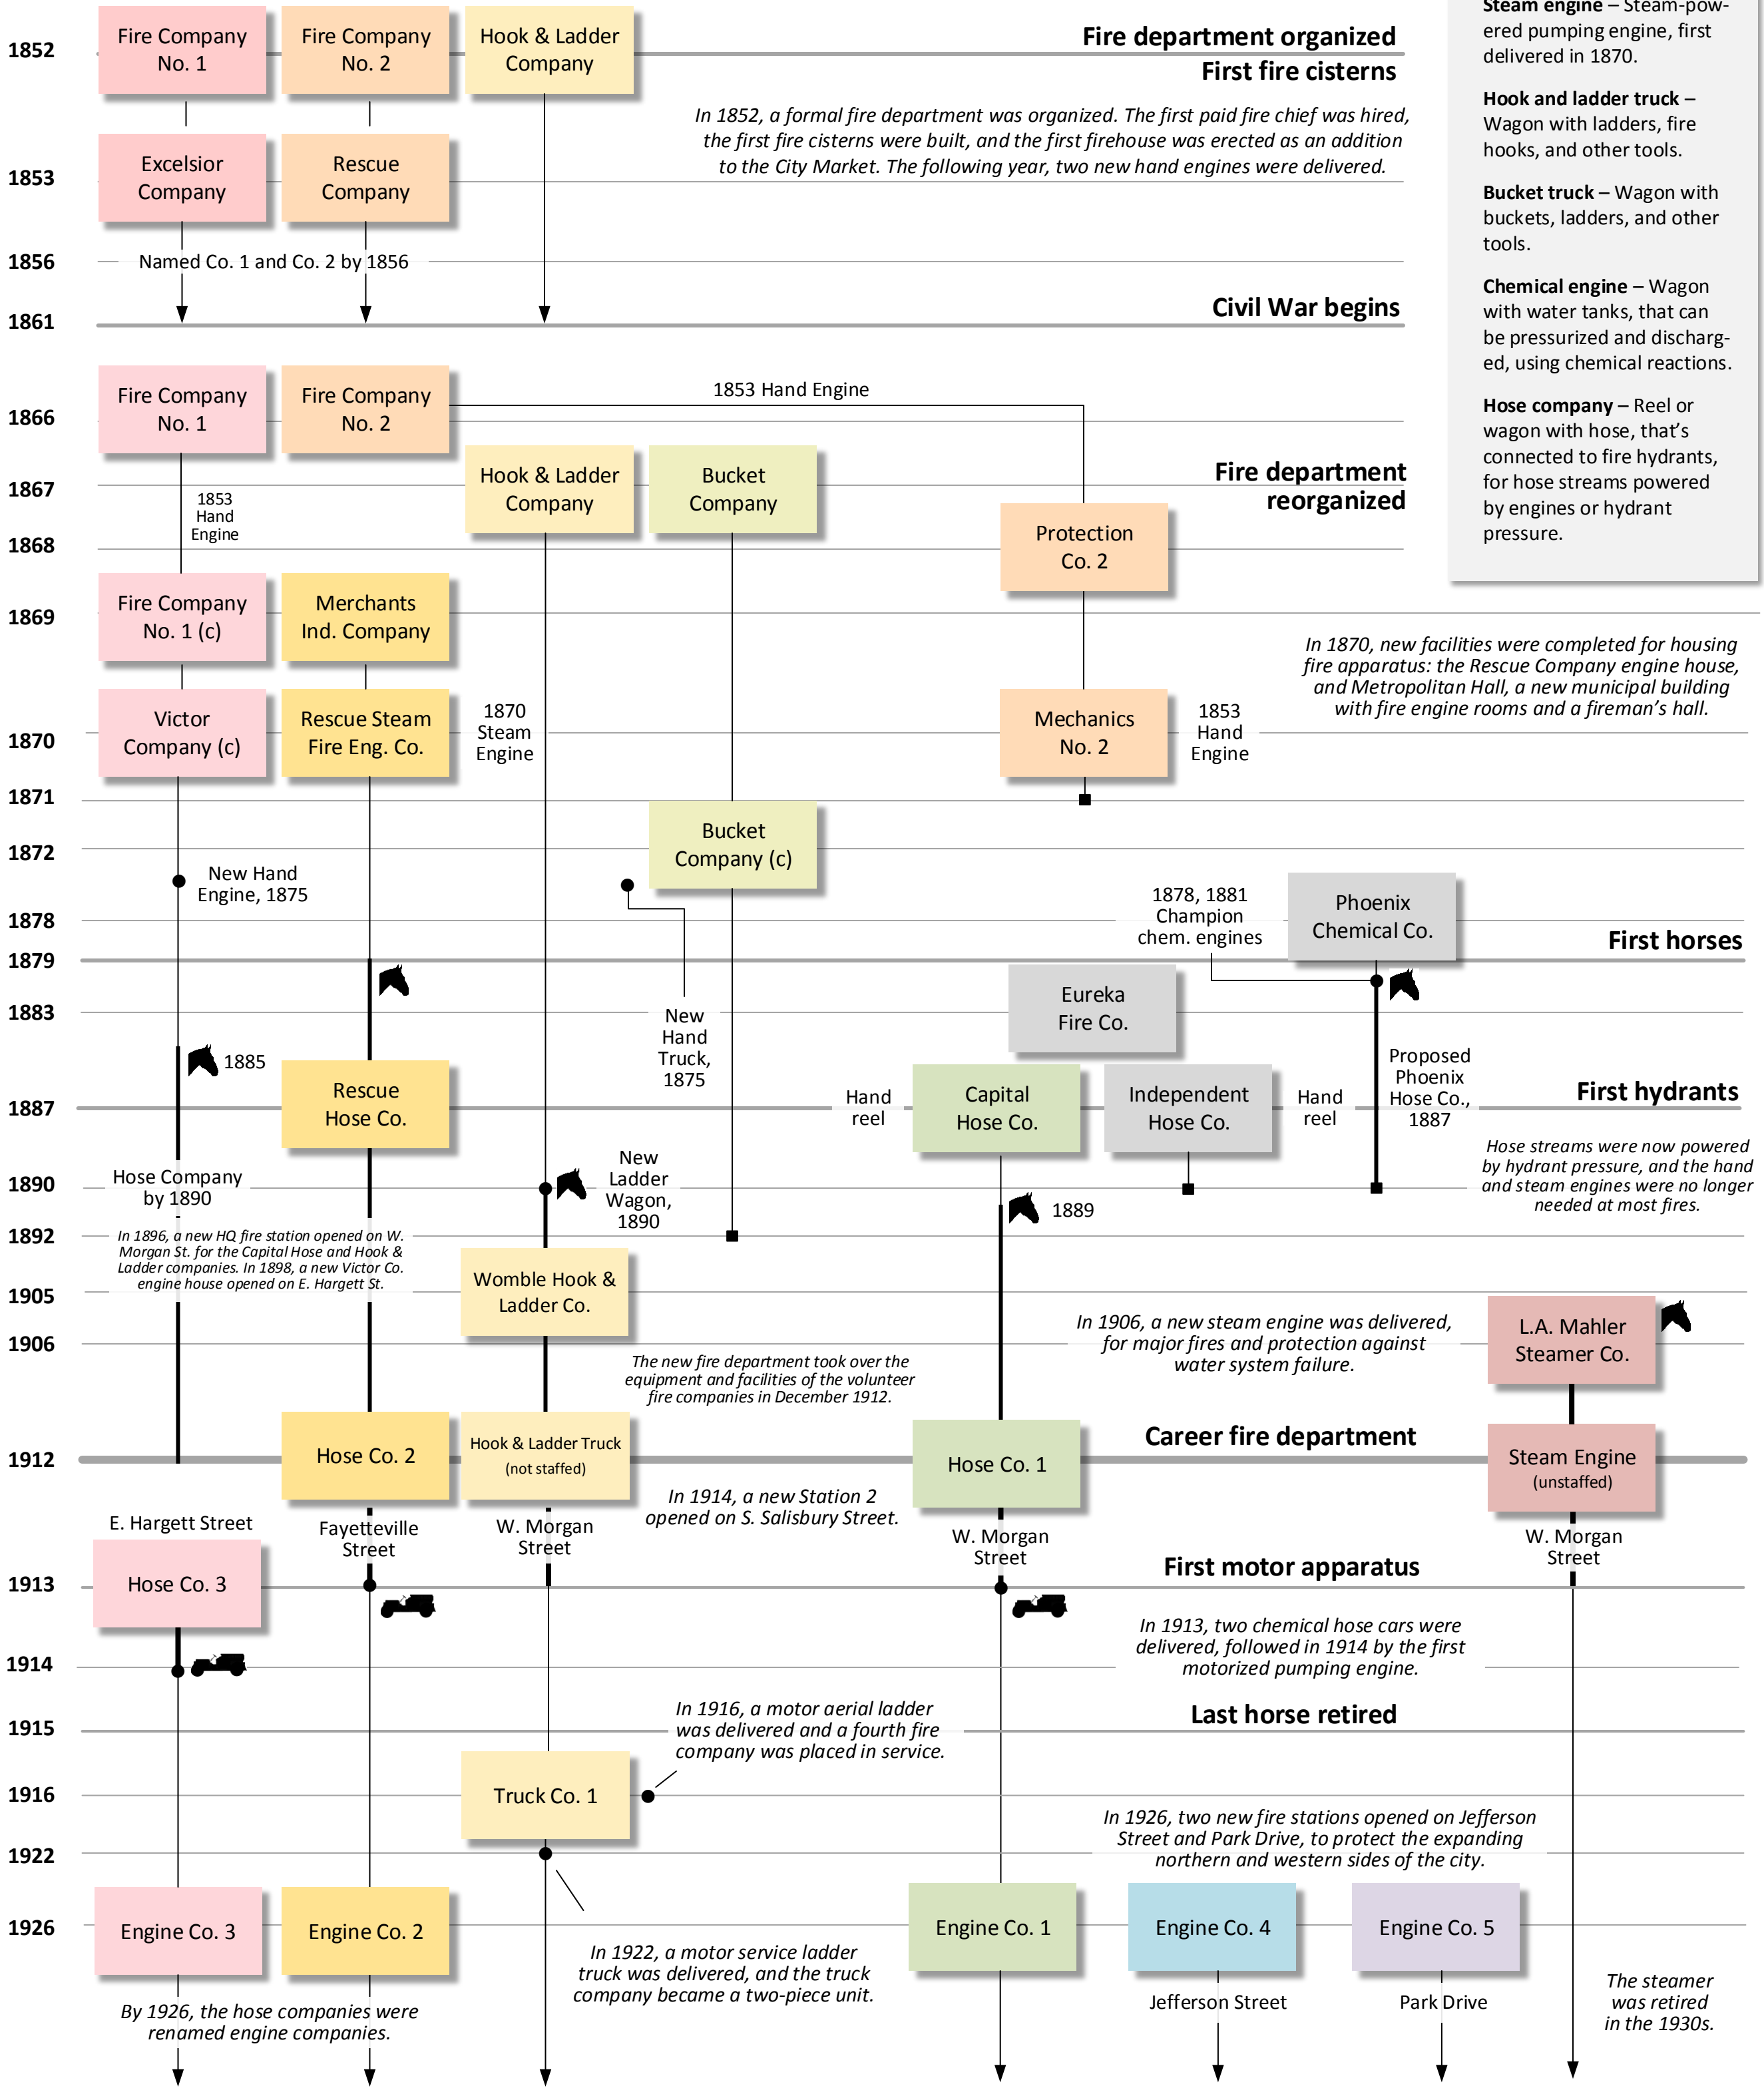 Steam engine – Steam-pow-
ered pumping engine, first
delivered in 1870.
Hook and ladder truck –
Wagon with ladders, fire
hooks, and other tools.
Bucket truck – Wagon with
buckets, ladders, and other
tools.
Chemical engine – Wagon
with water tanks, that can
be pressurized and discharg-
ed, using chemical reactions.
Hose company – Reel or
wagon with hose, that's
connected to fire hydrants,
for hose streams powered
by engines or hydrant
pressure.
1852
Fire Company
No. 1
Fire Company
No. 2
Hook & Ladder
Company
Fire department organized
First fire cisterns
In 1852, a formal fire department was organized. The first paid fire chief was hired,
the first fire cisterns were built, and the first firehouse was erected as an addition
to the City Market. The following year, two new hand engines were delivered.
1853
Excelsior
Company
Rescue
Company
1856
Named Co. 1 and Co. 2 by 1856
1861
Civil War begins
1866
Fire Company
No. 1
Fire Company
No. 2
1853 Hand Engine
1867
Hook & Ladder
Company
Bucket
Company
Fire department
reorganized
1853
Hand
Engine
1868
Protection
Co. 2
1869
Fire Company
No. 1 (c)
Merchants
Ind. Company
In 1870, new facilities were completed for housing
fire apparatus: the Rescue Company engine house,
and Metropolitan Hall, a new municipal building
with fire engine rooms and a fireman's hall.
1870
Victor
Company (c)
Rescue Steam
Fire Eng. Co.
1870
Steam
Engine
Mechanics
No. 2
1853
Hand
Engine
1871
1872
Bucket
Company (c)
New Hand
Engine, 1875
1878
1878, 1881
Champion
chem. engines
Phoenix
Chemical Co.
1879
First horses
1883
Eureka
Fire Co.
New
Hand
Truck,
1875
1885
Proposed
Phoenix
Hose Co.,
1887
1887
Rescue
Hose Co.
Hand
reel
Capital
Hose Co.
Independent
Hose Co.
Hand
reel
First hydrants
Hose streams were now powered
by hydrant pressure, and the hand
and steam engines were no longer
needed at most fires.
1890
Hose Company
by 1890
New
Ladder
Wagon,
1890
1889
1892
In 1896, a new HQ fire station opened on W.
Morgan St. for the Capital Hose and Hook &
Ladder companies. In 1898, a new Victor Co.
engine house opened on E. Hargett St.
1905
Womble Hook &
Ladder Co.
1906
In 1906, a new steam engine was delivered,
for major fires and protection against
water system failure.
L.A. Mahler
Steamer Co.
The new fire department took over the
equipment and facilities of the volunteer
fire companies in December 1912.
1912
Hose Co. 2
Hook & Ladder Truck
(not staffed)
Hose Co. 1
Career fire department
Steam Engine
(unstaffed)
In 1914, a new Station 2
opened on S. Salisbury Street.
E. Hargett Street
Fayetteville
Street
W. Morgan
Street
W. Morgan
Street
W. Morgan
Street
1913
Hose Co. 3
First motor apparatus
In 1913, two chemical hose cars were
delivered, followed in 1914 by the first
motorized pumping engine.
1914
1915
Last horse retired
In 1916, a motor aerial ladder
was delivered and a fourth fire
company was placed in service.
1916
Truck Co. 1
In 1926, two new fire stations opened on Jefferson
Street and Park Drive, to protect the expanding
northern and western sides of the city.
1922
1926
Engine Co. 3
Engine Co. 2
Engine Co. 1
Engine Co. 4
Engine Co. 5
In 1922, a motor service ladder
truck was delivered, and the truck
company became a two-piece unit.
Jefferson Street
Park Drive
The steamer
was retired
in the 1930s.
By 1926, the hose companies were
renamed engine companies.